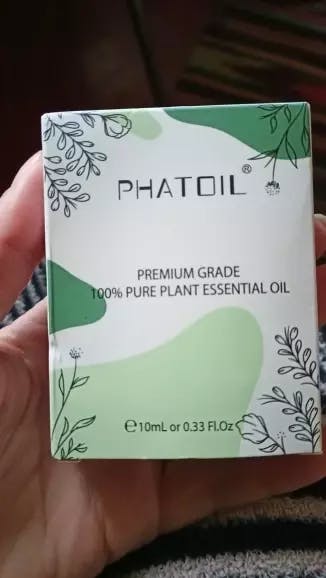 PHATOIL®
PREMIUM GRADE
100% PURE PLANT ESSENTIAL OIL
℮10mL or 0.33 Fl.Oz